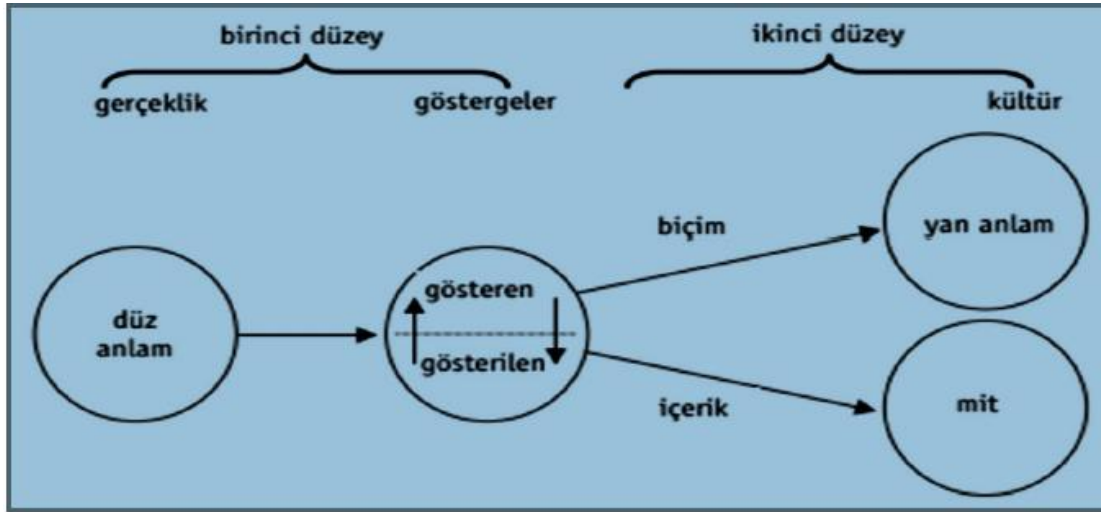 birinci düzey
ikinci düzey
gerçeklik
göstergeler
kültür
biçim
yan anlam
gösteren
düz
anlam
gösterilen
içerik
mit